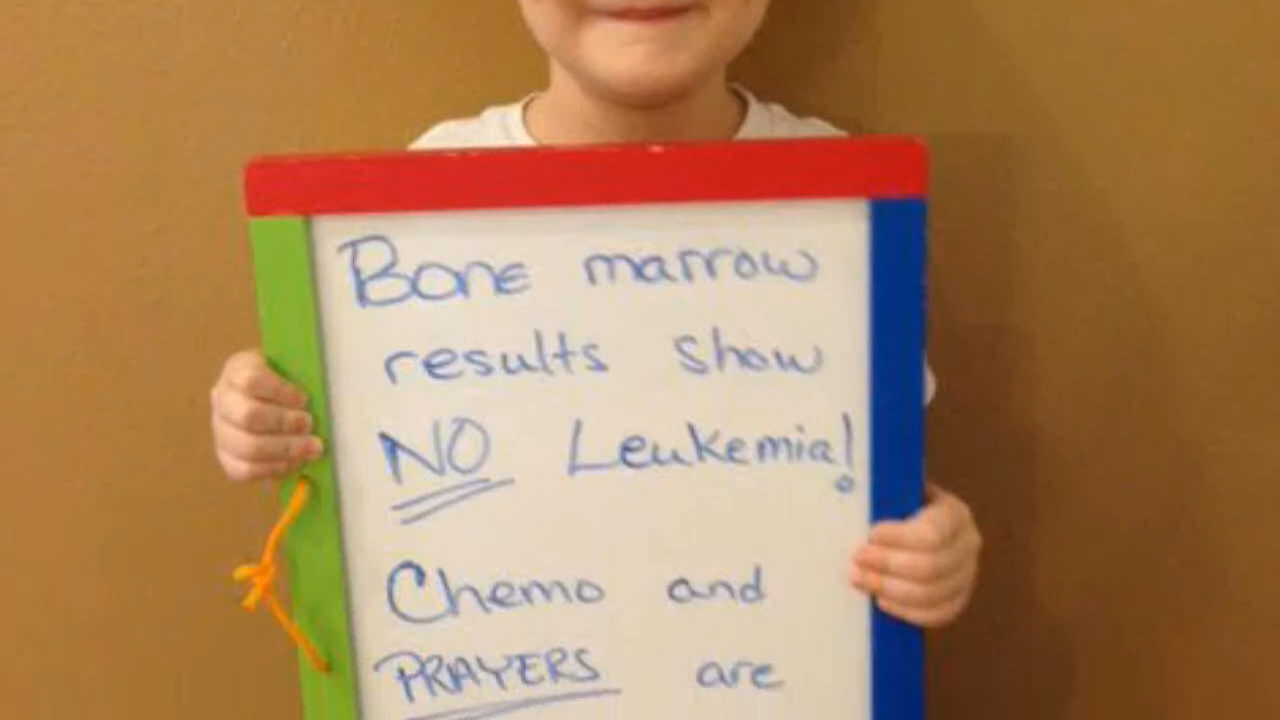 Bone marrow
results show
NO Leukemia!
Chemo and
PRAYERS are